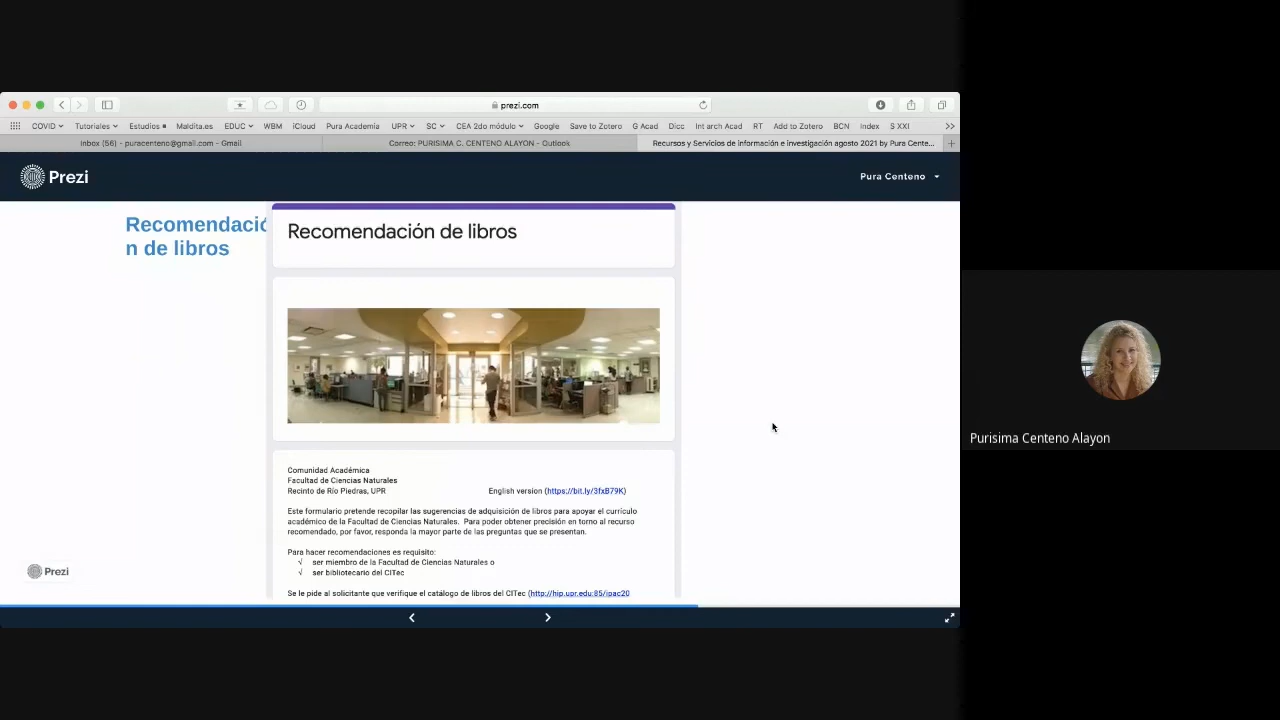 prezi.com
COVID
Tutoriales
Estudios
Maldita.es
EDUC
WBM
iCloud
Pura Academia
UPR
SC
CEA 2do módulo
Google
Save to Zotero
G Acad
Dicc
Int arch Acad
RT
Add to Zotero
BCN
Index
S XXI
Inbox (56) - puracenteno@gmail.com - Gmail
Correo: PURISIMA C. CENTENO ALAYON - Outlook
Recursos y Servicios de información e investigación agosto 2021 by Pura Cente...
Prezi
Pura Centeno
Recomendació
n de libros
Recomendación de libros
Comunidad Académica
Facultad de Ciencias Naturales
Recinto de Río Piedras, UPR
English version (https://bit.ly/3fxB79K)
Este formulario pretende recopilar las sugerencias de adquisición de libros para apoyar el currículo
académico de la Facultad de Ciencias Naturales. Para poder obtener precisión en torno al recurso
recomendado, por favor, responda la mayor parte de las preguntas que se presentan.
Para hacer recomendaciones es requisito:
√ ser miembro de la Facultad de Ciencias Naturales o
√ ser bibliotecario del CITec
Se le pide al solicitante que verifique el catálogo de libros del CITec (http://hip.upr.edu:85/ipac20
Prezi
Purisima Centeno Alayon